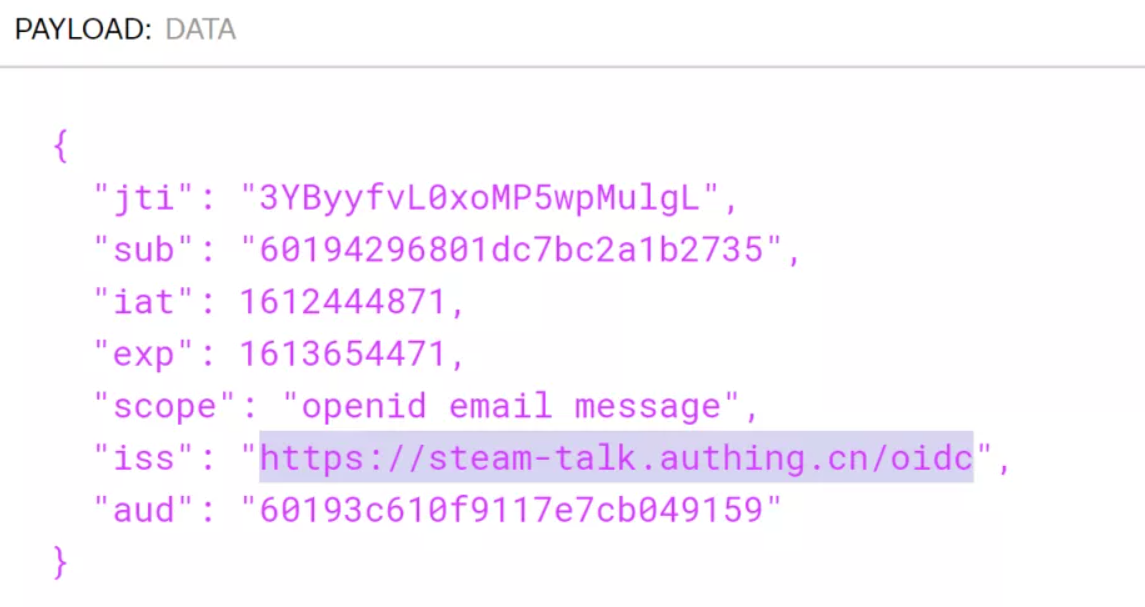 PAYLOAD: DATA
{
"jti": "3YByyfvL0xoMP5wpMulgL",
"sub": "60194296801dc7bc2a1b2735",
"iat": 1612444871,
"exp": 1613654471,
"scope": "openid email message",
"iss": "https://steam-talk.authing.cn/oidc",
"aud": "60193c610f9117e7cb049159"
}